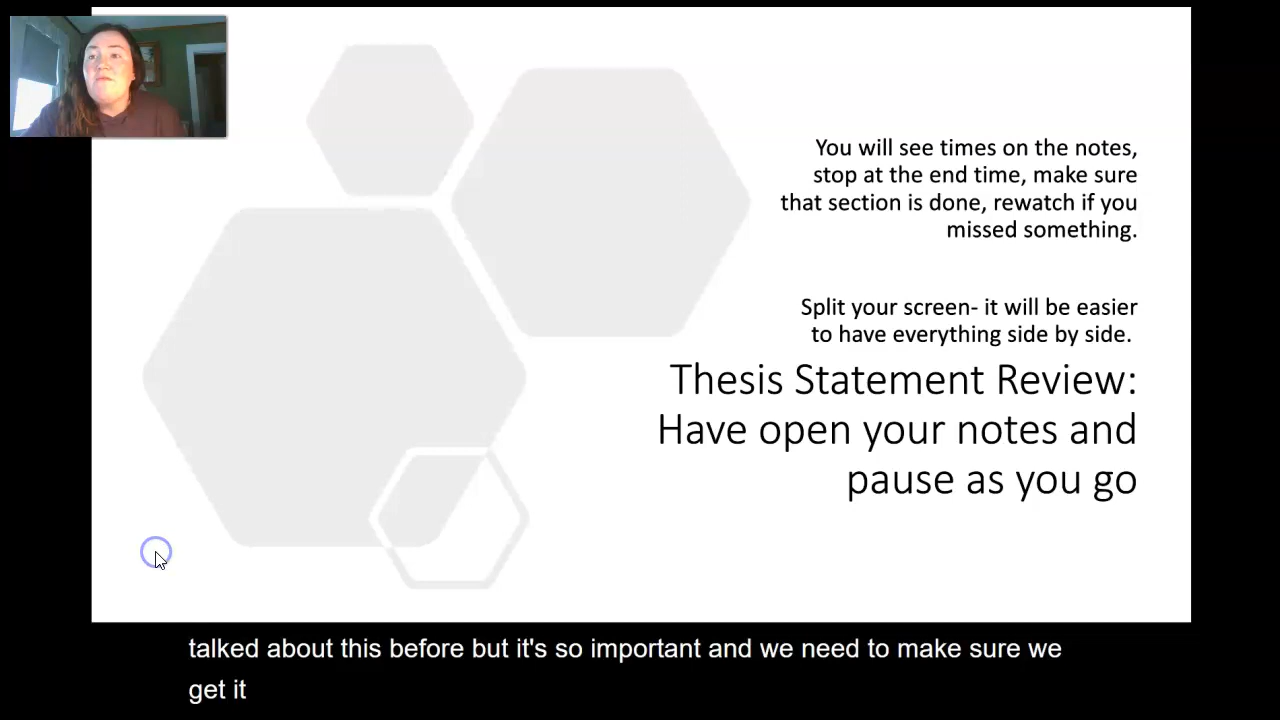 You will see times on the notes,
stop at the end time, make sure
that section is done, rewatch if you
missed something.
Split your screen- it will be easier
to have everything side by side.
Thesis Statement Review:
Have open your notes and
pause as you go
talked about this before but it's so important and we need to make sure we
get it